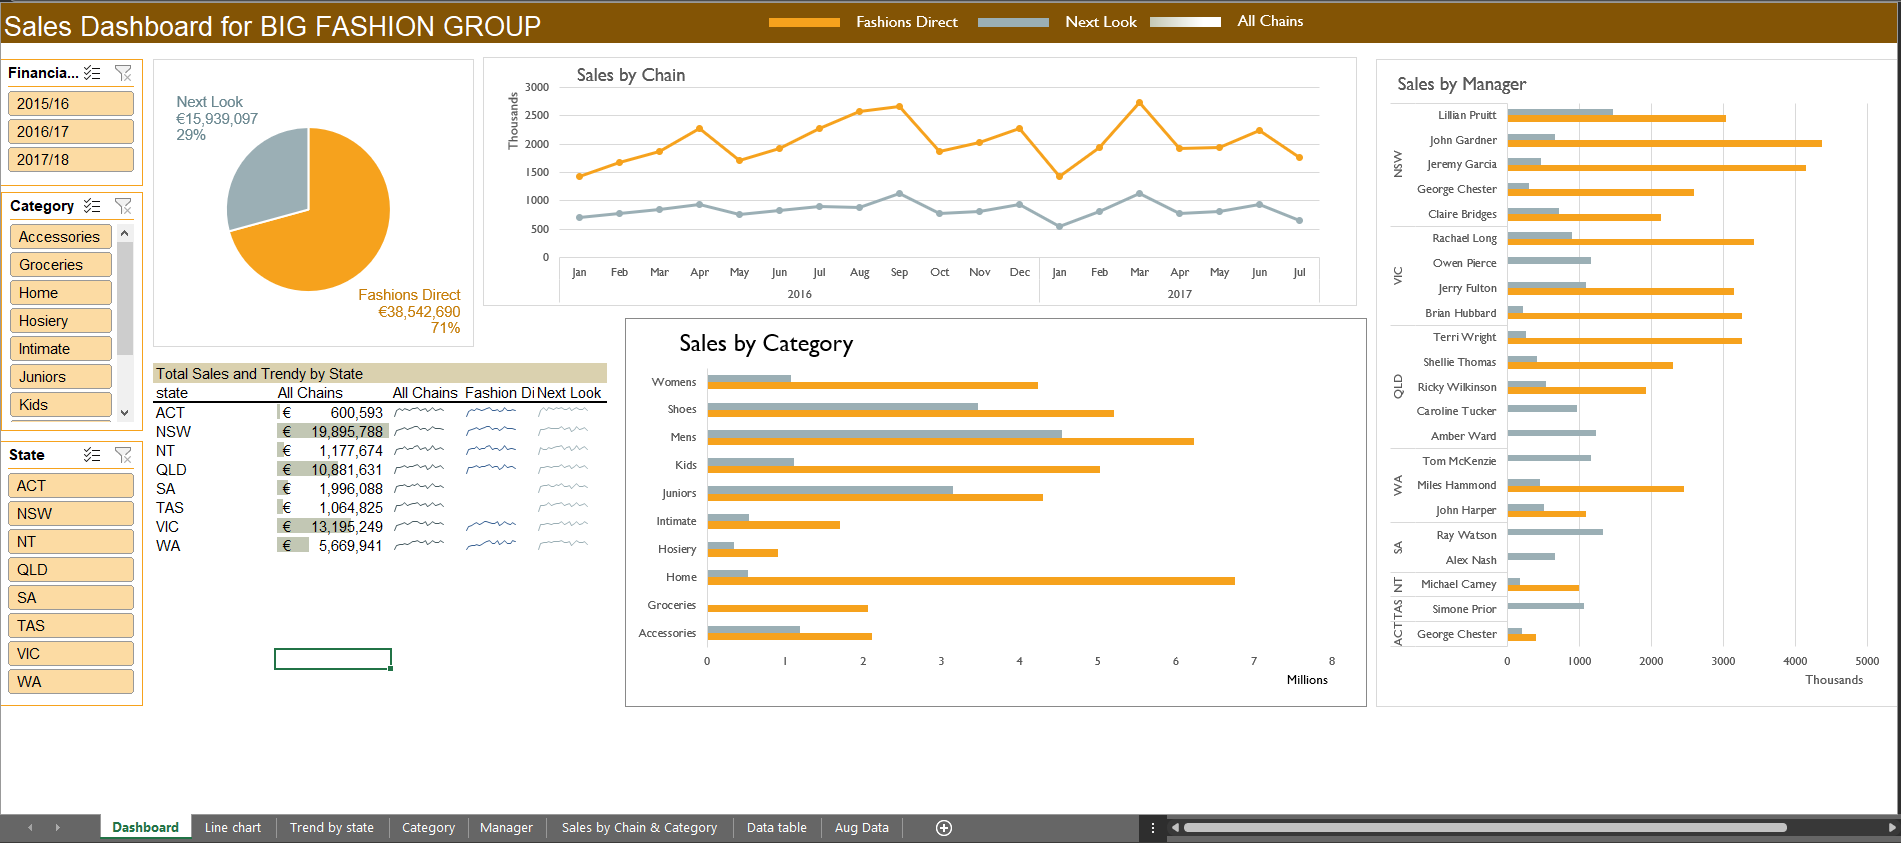 Sales Dashboard for BIG FASHION GROUP
Fashions Direct
Next Look
All Chains
Financia...
2015/16
2016/17
2017/18
Category
Accessories
Groceries
Home
Hosiery
Intimate
Juniors
Kids
State
ACT
NSW
NT
QLD
SA
TAS
VIC
WA
Next Look
€15,939,097
29%
Fashions Direct
€38,542,690
71%
Sales by Chain
Thousands
3000
2500
2000
1500
1000
500
0
Jan Feb Mar Apr May Jun Jul Aug Sep Oct Nov Dec Jan Feb Mar Apr May Jun Jul
2016 2017
Total Sales and Trendy by State
state All Chains All Chains Fashion Di Next Look
ACT € 600,593
NSW € 19,895,788
NT € 1,177,674
QLD € 10,881,631
SA € 1,996,088
TAS € 1,064,825
VIC € 13,195,249
WA € 5,669,941
Sales by Category
Womens
Shoes
Mens
Kids
Juniors
Intimate
Hosiery
Home
Groceries
Accessories
0 1 2 3 4 5 6 7 8
Millions
Sales by Manager
NSW
Lillian Pruitt
John Gardner
Jeremy Garcia
George Chester
Claire Bridges
VIC
Rachael Long
Owen Pierce
Jerry Fulton
Brian Hubbard
QLD
Terri Wright
Shellie Thomas
Ricky Wilkinson
Caroline Tucker
Amber Ward
WA
Tom McKenzie
Miles Hammond
John Harper
SA
Ray Watson
Alex Nash
NT
Michael Carney
TAS
Simone Prior
ACT
George Chester
0 1000 2000 3000 4000 5000
Thousands
Dashboard Line chart Trend by state Category Manager Sales by Chain & Category Data table Aug Data